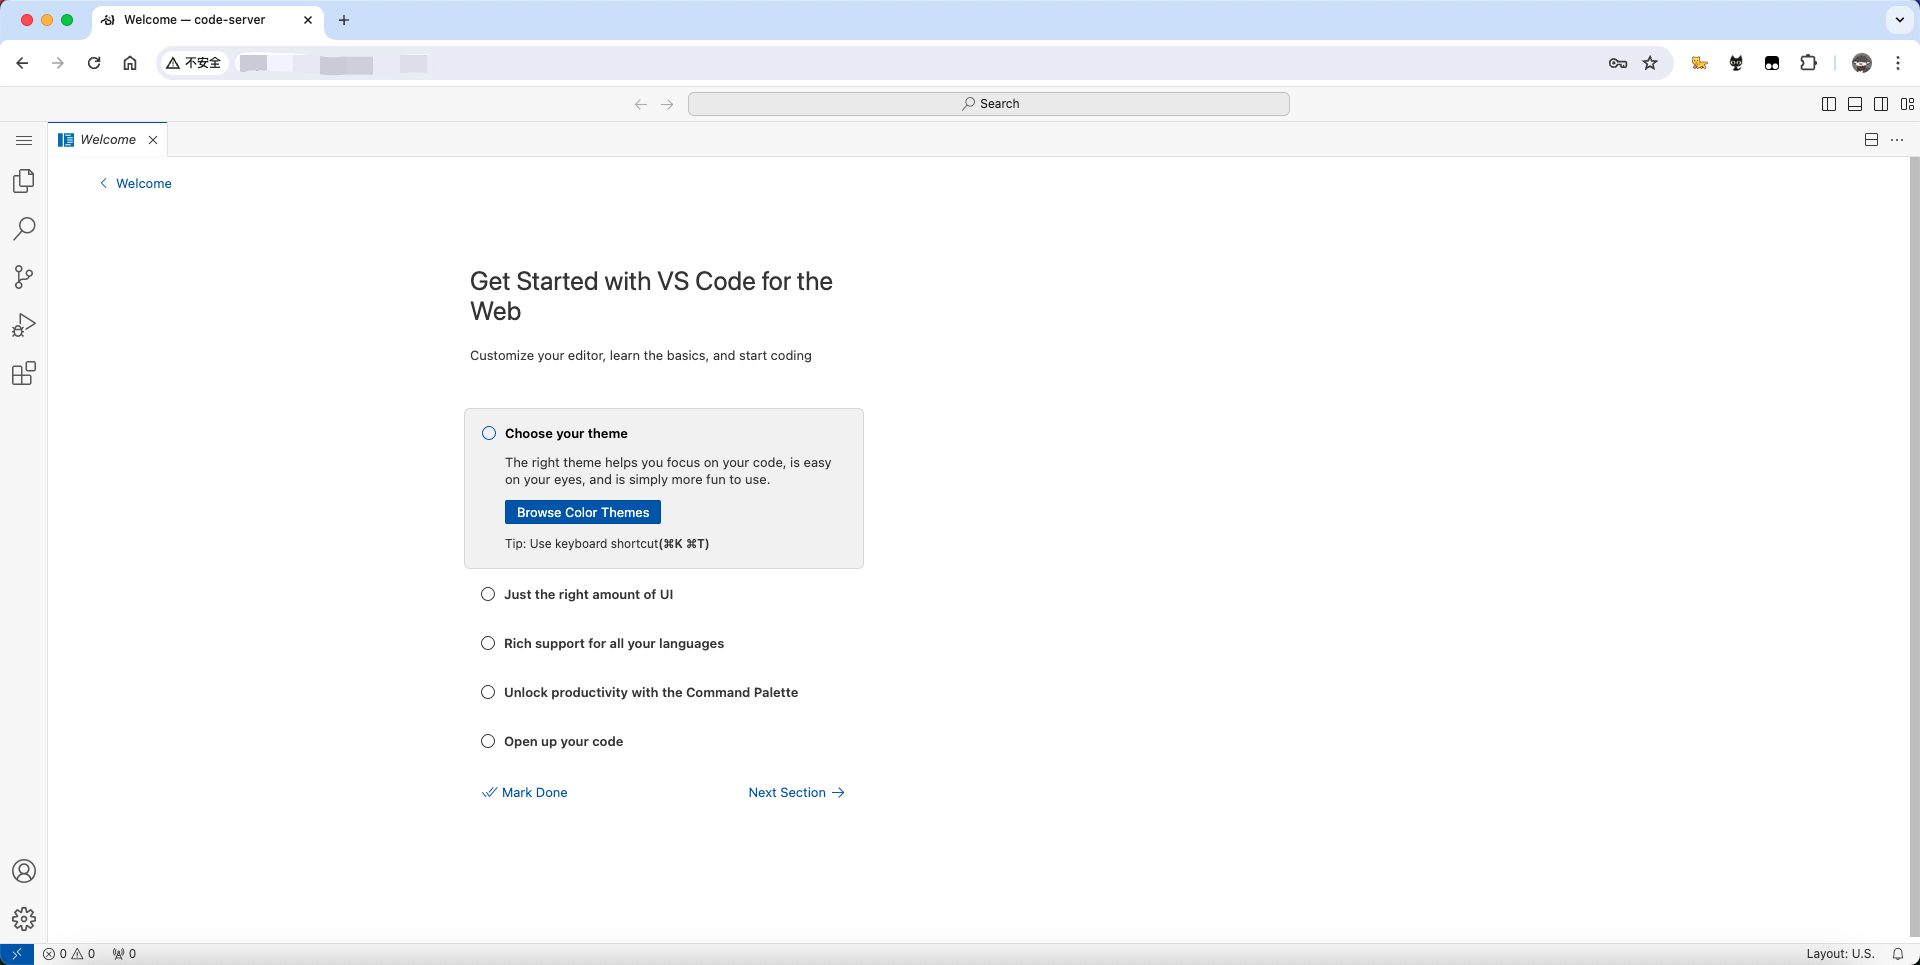 Welcome — code-server
不安全
Search
Welcome
Welcome
Get Started with VS Code for the
Web
Customize your editor, learn the basics, and start coding
Choose your theme
The right theme helps you focus on your code, is easy
on your eyes, and is simply more fun to use.
Browse Color Themes
Tip: Use keyboard shortcut(⌘K ⌘T)
Just the right amount of UI
Rich support for all your languages
Unlock productivity with the Command Palette
Open up your code
Mark Done
Next Section
0 0 0
Layout: U.S.